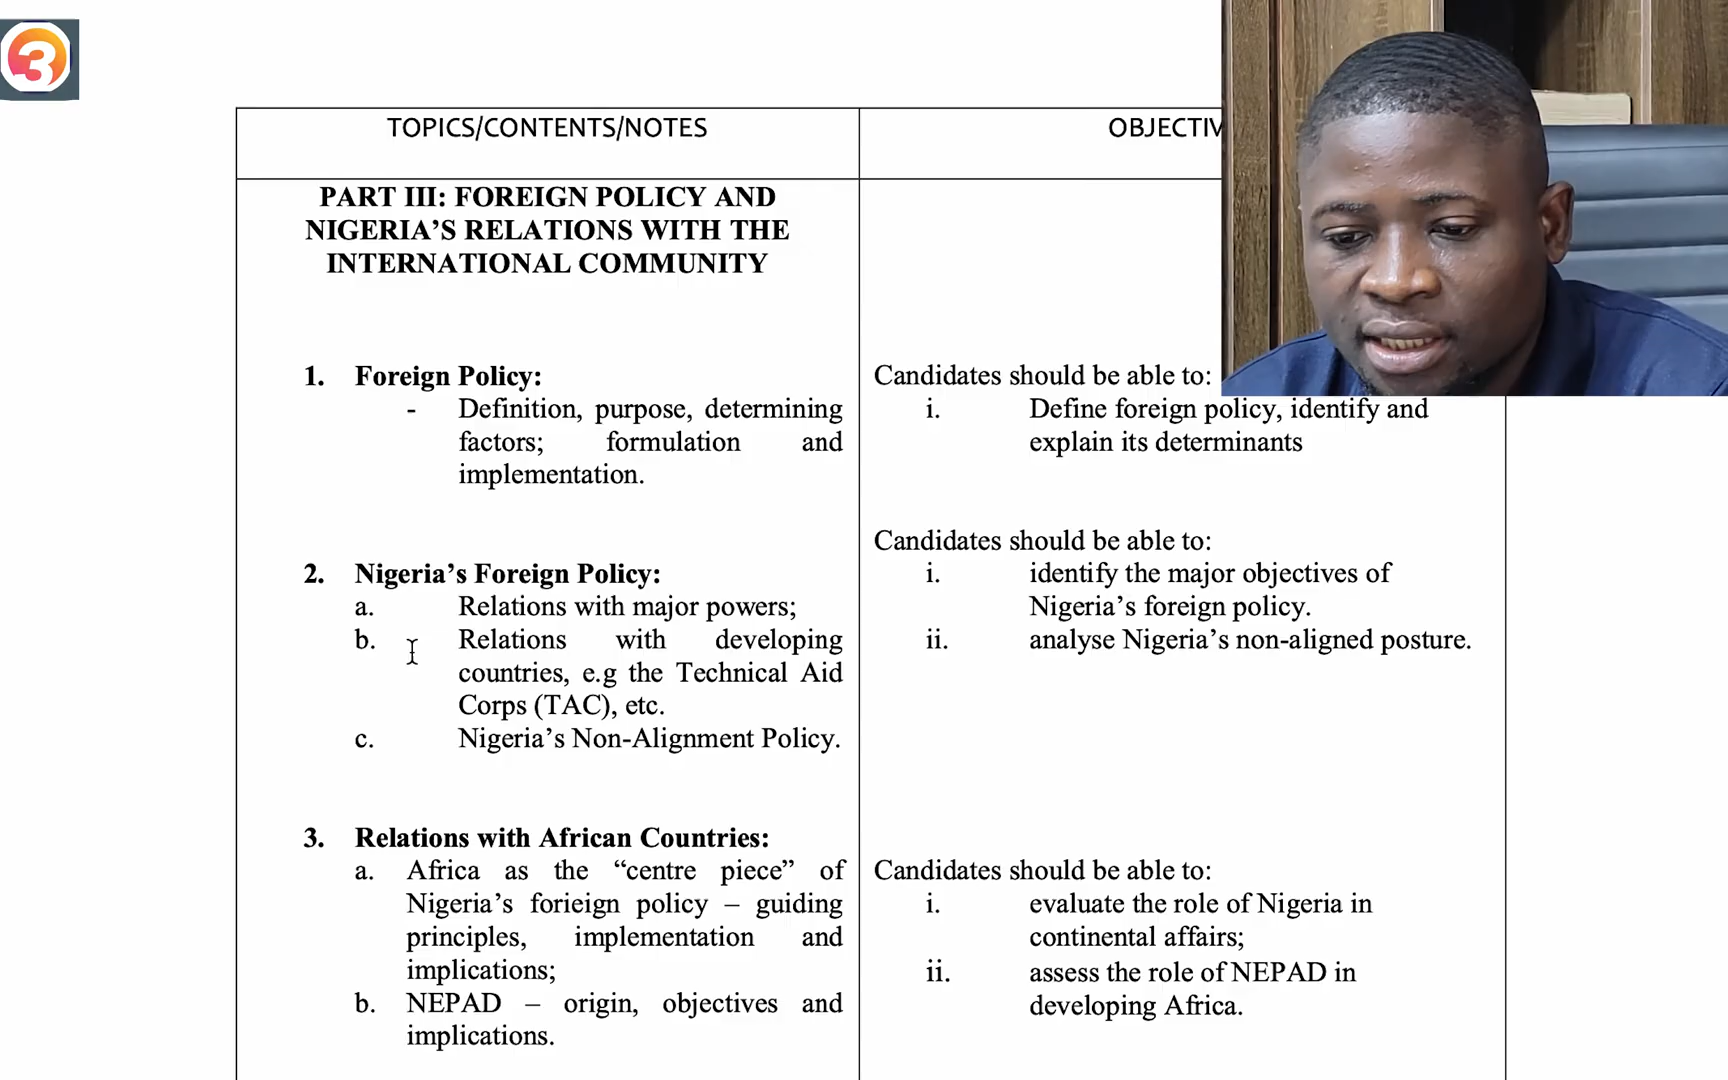 3
TOPICS/CONTENTS/NOTES
PART III: FOREIGN POLICY AND
NIGERIA’S RELATIONS WITH THE
INTERNATIONAL COMMUNITY
1. Foreign Policy:
- Definition, purpose, determining
factors; formulation and
implementation.
2. Nigeria’s Foreign Policy:
a. Relations with major powers;
b. Relations with developing
countries, e.g the Technical Aid
Corps (TAC), etc.
c. Nigeria’s Non-Alignment Policy.
3. Relations with African Countries:
a. Africa as the “centre piece” of
Nigeria’s forieign policy – guiding
principles, implementation and
implications;
b. NEPAD – origin, objectives and
implications.
OBJECTIV
Candidates should be able to:
i. Define foreign policy, identify and
explain its determinants
Candidates should be able to:
i. identify the major objectives of
Nigeria’s foreign policy.
ii. analyse Nigeria’s non-aligned posture.
Candidates should be able to:
i. evaluate the role of Nigeria in
continental affairs;
ii. assess the role of NEPAD in
developing Africa.